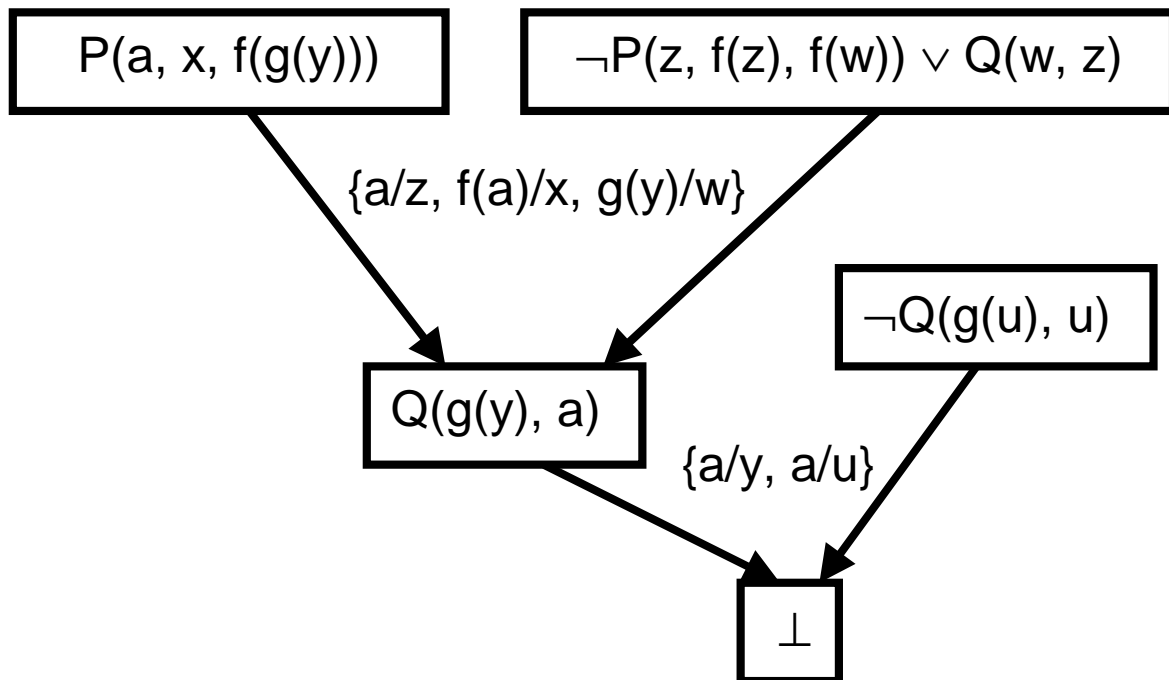 P(a, x, f(g(y)))
¬P(z, f(z), f(w)) ∨ Q(w, z)
{a/z, f(a)/x, g(y)/w}
¬Q(g(u), u)
Q(g(y), a)
{a/y, a/u}
⊥